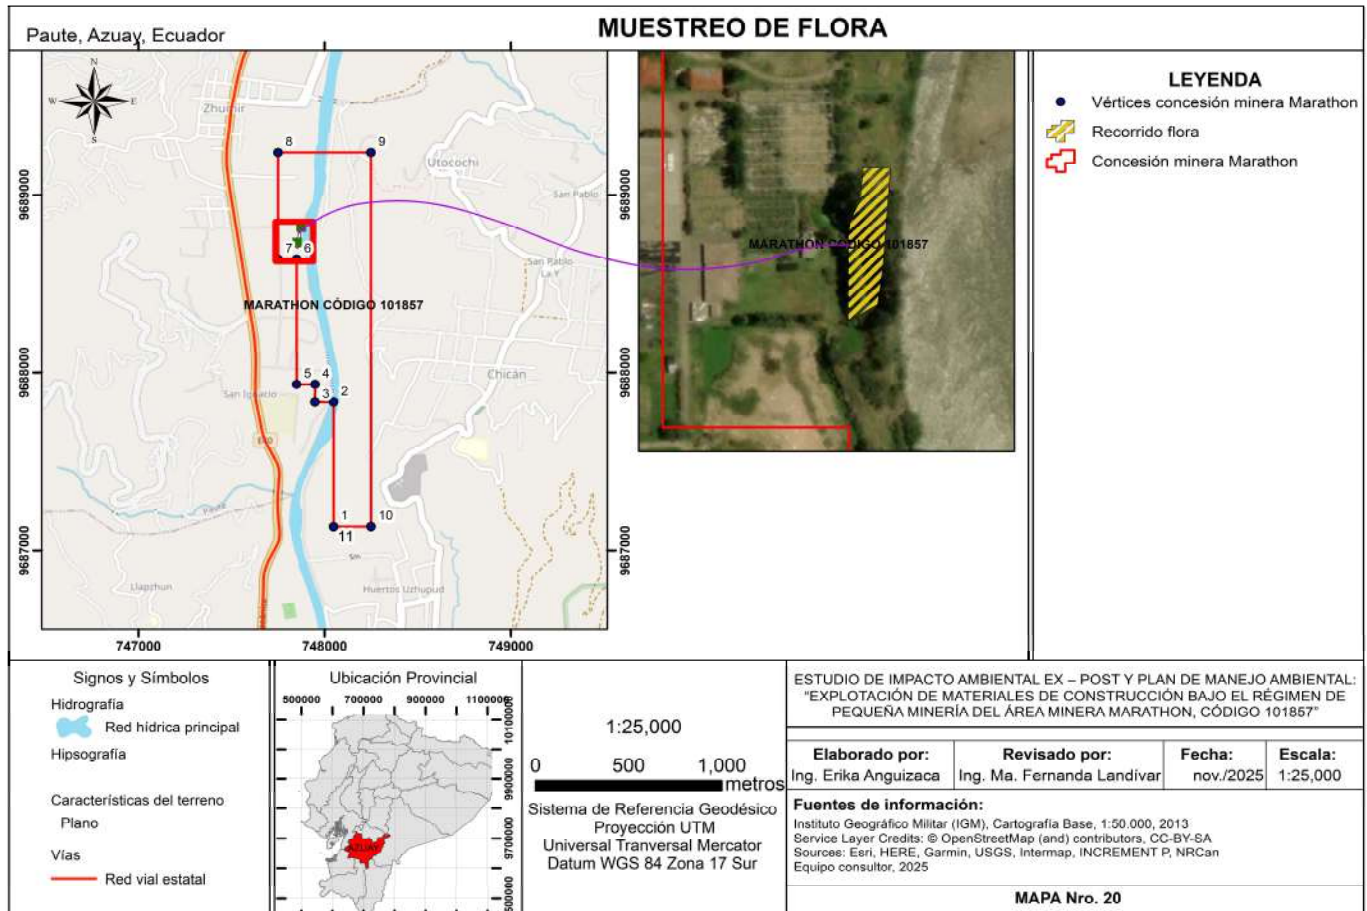 Paute, Azuay, Ecuador
MUESTREO DE FLORA
N
W
E
S
Zhumir
8
9
Utocochi
San Pablo
9689000
9689000
7
6
San Pablo
La Y
MARATHON CÓDIGO 101857
MARATHON CÓDIGO 101857
5
4
3
2
Chicán
San Ignacio
9688000
9688000
Paute
1
10
11
9687000
9687000
Llapzhun
Huertos Uzhupud
747000
748000
749000
LEYENDA
Vértices concesión minera Marathon
Recorrido flora
Concesión minera Marathon
Signos y Símbolos
Hidrografía
Red hídrica principal
Hipsografía
Características del terreno
Plano
Vías
Red vial estatal
Ubicación Provincial
500000
700000
900000
AZUAY
9900000
9700000
1:25,000
0 500 1,000
metros
Sistema de Referencia Geodésico
Proyección UTM
Universal Tranversal Mercator
Datum WGS 84 Zona 17 Sur
ESTUDIO DE IMPACTO AMBIENTAL EX – POST Y PLAN DE MANEJO AMBIENTAL:
"EXPLOTACIÓN DE MATERIALES DE CONSTRUCCIÓN BAJO EL RÉGIMEN DE
PEQUEÑA MINERÍA DEL ÁREA MINERA MARATHON, CÓDIGO 101857"
Elaborado por: Revisado por: Fecha: Escala:
Ing. Erika Anguizaca Ing. Ma. Fernanda Landívar nov./2025 1:25,000
Fuentes de información:
Instituto Geográfico Militar (IGM), Cartografía Base, 1:50.000, 2013
Service Layer Credits: © OpenStreetMap (and) contributors, CC-BY-SA
Sources: Esri, HERE, Garmin, USGS, Intermap, INCREMENT P, NRCan
Equipo consultor, 2025
MAPA Nro. 20